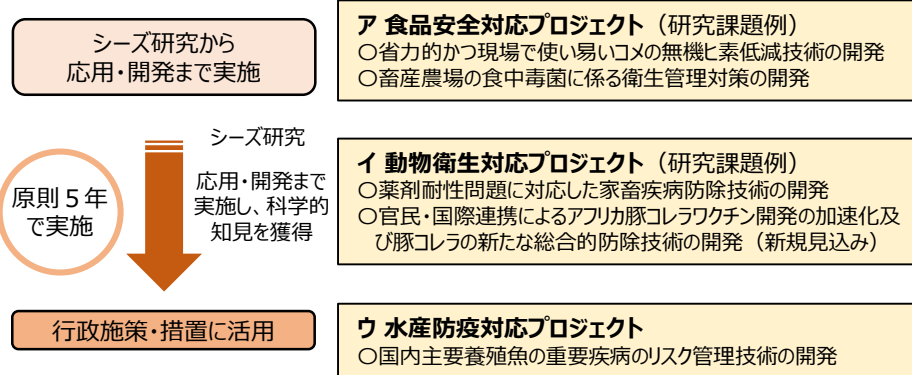 シーズ研究から
応用・開発まで実施
シーズ研究
原則５年
で実施
応用・開発まで
実施し、科学的
知見を獲得
行政施策・措置に活用
ア 食品安全対応プロジェクト（研究課題例）
〇省力的かつ現場で使い易いコメの無機ヒ素低減技術の開発
〇畜産農場の食中毒菌に係る衛生管理対策の開発
イ 動物衛生対応プロジェクト（研究課題例）
〇薬剤耐性問題に対応した家畜疾病防除技術の開発
〇官民・国際連携によるアフリカ豚コレラワクチン開発の加速化及
び豚コレラの新たな総合的防除技術の開発（新規見込み）
ウ 水産防疫対応プロジェクト
〇国内主要養殖魚の重要疾病のリスク管理技術の開発